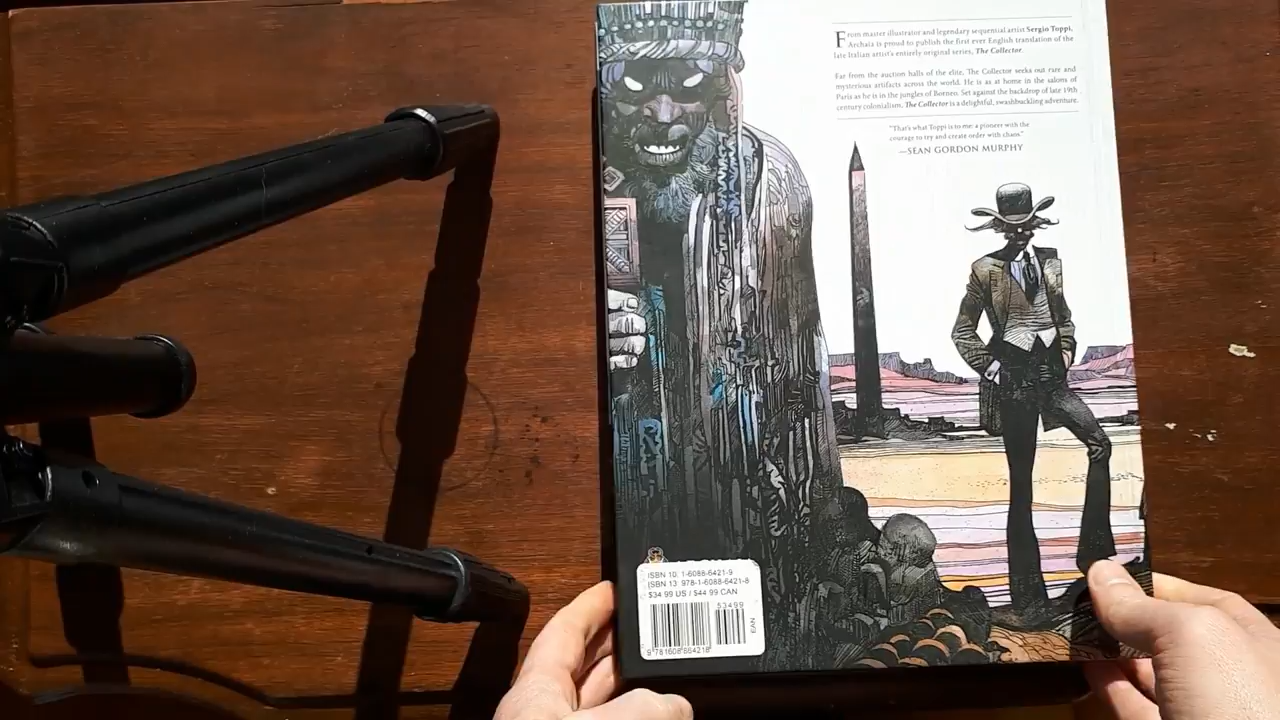 From master illustrator and legendary sequential artist Sergio Toppi,
Archaia is proud to publish the first ever English translation of the
late Italian artist's entirely original series, The Collector.
Far from the auction halls of the elite, The Collector seeks out rare and
mysterious artifacts across the world. He is as at home in the salons of
Paris as he is in the jungles of Borneo. Set against the backdrop of late 19th
century colonialism, The Collector is a delightful, swashbuckling adventure.
"That's what Toppi is to me: a pioneer with the
courage to try and create order with chaos."
—SEAN GORDON MURPHY
ISBN 10. 1-6088-6421-9
ISBN 13. 978-1-6088-6421-8
$34.99 US / $44.99 CAN
53499
EAN
9781608864218